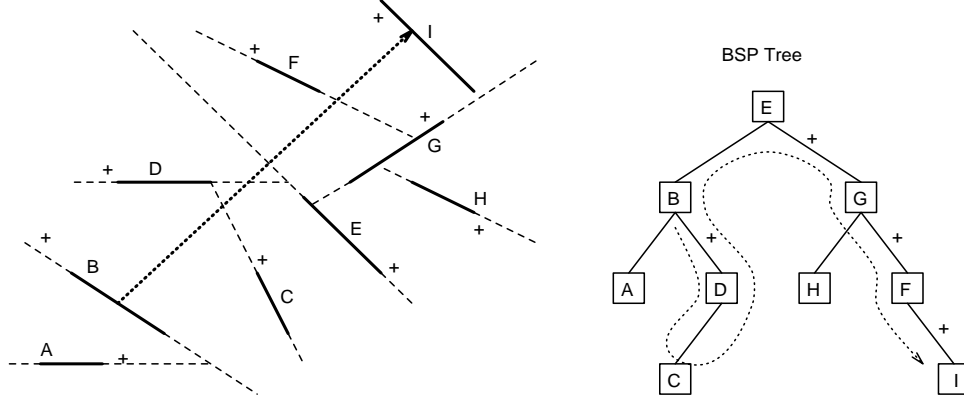 + I
+ F
BSP Tree
E
+
+ G
+ D
B G
H
+
E
+
+
+ B
+ C
+ +
A D H F
A +
+
C I